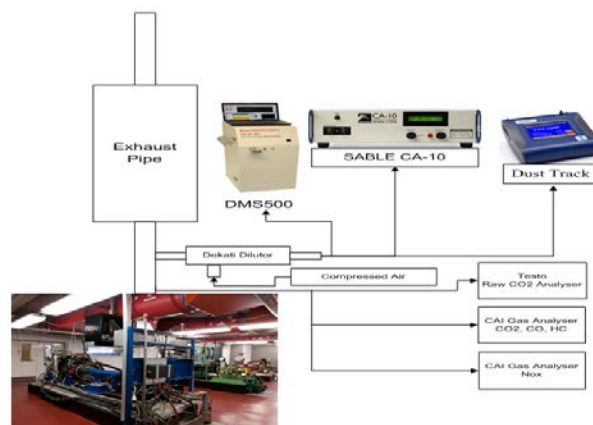 Exhaust
Pipe
CA-10
SABLE CA-10
DMS500
Dust Track
Dekati Dilutor
Compressed Air
Testo
Raw CO2 Analyser
CAI Gas Analyser
CO2, CO, HC
CAI Gas Analyser
Nox